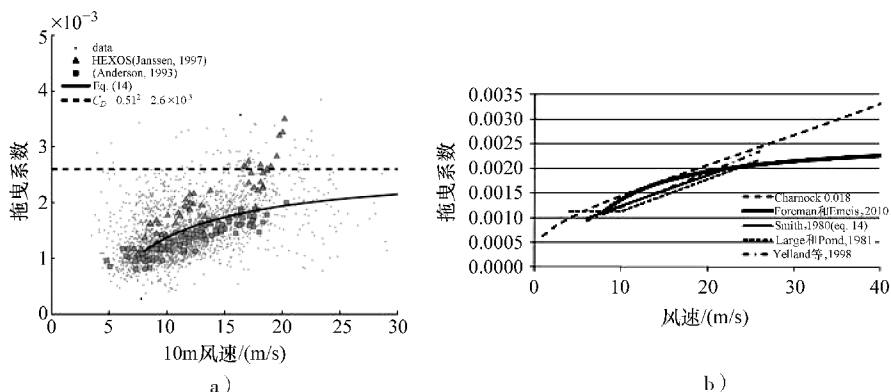 ×10⁻³
5
4
3
2
1
0
拖曳系数
data
HEXOS(Janssen, 1997)
(Anderson, 1993)
Eq. (14)
C_D 0.51² 2.6×10⁻³
0 5 10 15 20 25 30
10m风速/(m/s)
a)
0.0035
0.0030
0.0025
0.0020
0.0015
0.0010
0.0005
0.0000
拖曳系数
Charnock 0.018
Foreman和Emeis,2010
Smith,1980(eq. 14)
Large和Pond,1981
Yelland等,1998
0 10 20 30 40
风速/(m/s)
b)